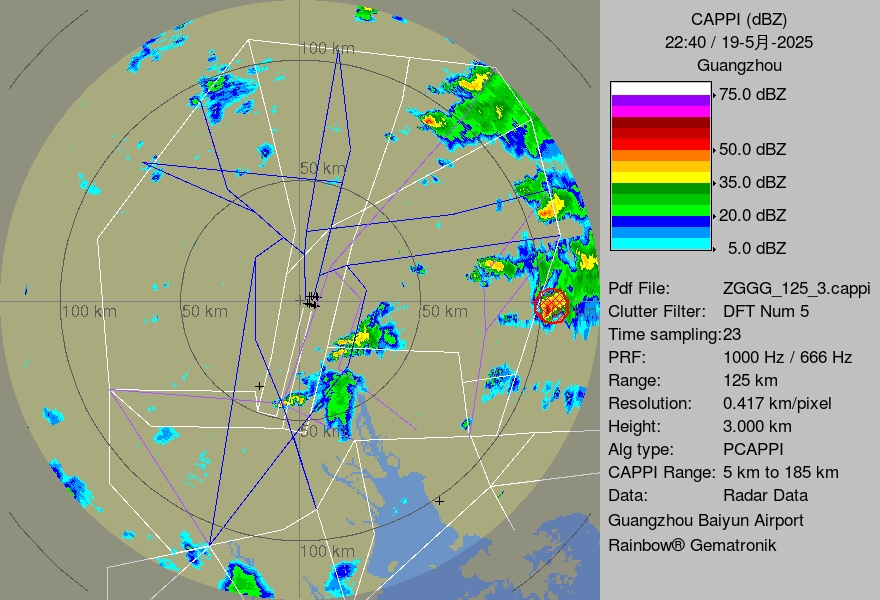 CAPPI (dBZ)
22:40 / 19-5月-2025
Guangzhou
75.0 dBZ
50.0 dBZ
35.0 dBZ
20.0 dBZ
5.0 dBZ
Pdf File: ZGGG_125_3.cappi
Clutter Filter: DFT Num 5
Time sampling:23
PRF: 1000 Hz / 666 Hz
Range: 125 km
Resolution: 0.417 km/pixel
Height: 3.000 km
Alg type: PCAPPI
CAPPI Range: 5 km to 185 km
Data: Radar Data
Guangzhou Baiyun Airport
Rainbow® Gematronik
100 km
50 km
100 km
50 km
50 km
50 km
100 km